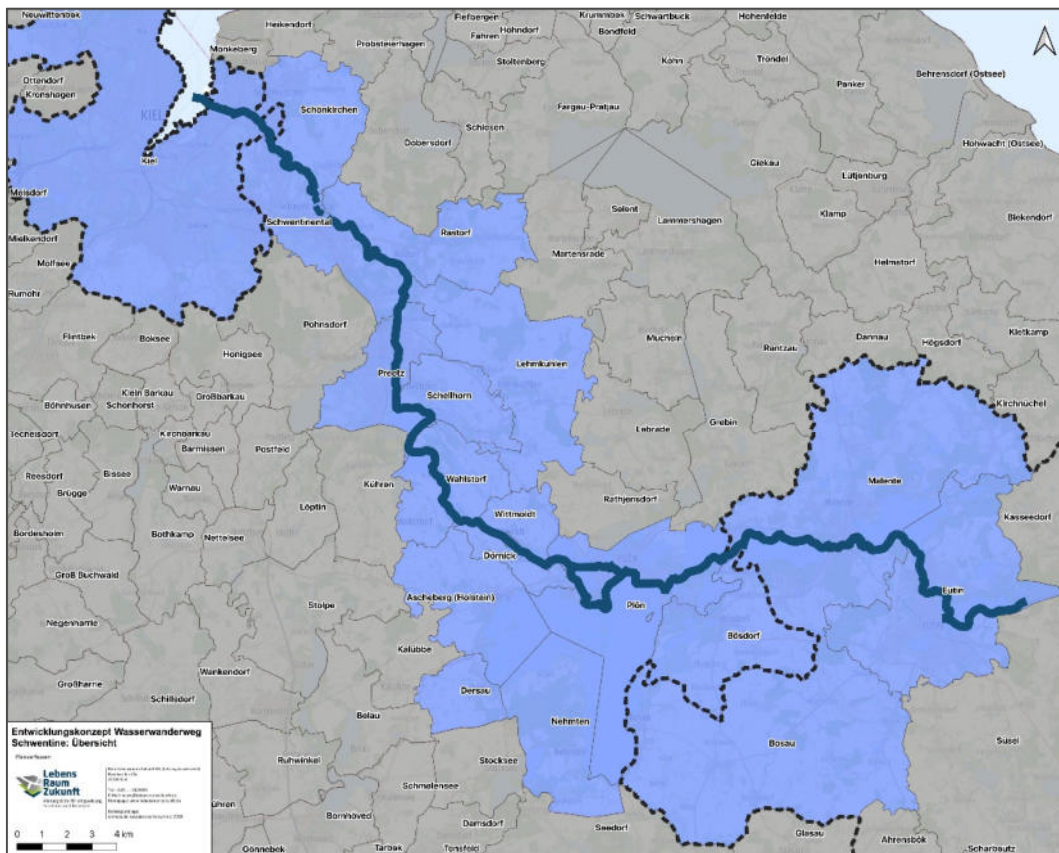 Neuwittenbek
Heikendorf
Fiefbergen
Fahren
Höhndorf
Krummbek
Bendfeld
Schwartbuck
Hohenfelde
Mönkeberg
Probsteierhagen
Stoltenberg
Köhn
Tröndel
Panker
Behrensdorf (Ostsee)
Ottendorf
Kronshagen
KIEL
Schönkirchen
Fargau-Pratjau
Schlesen
Dobersdorf
Hohwacht (Ostsee)
Kiel
Giekau
Lütjenburg
Melsdorf
Selent
Lammershagen
Klamp
Blekendorf
Schwentinental
Rastorf
Mielkendorf
Molfsee
Martensrade
Helmstorf
Rumohr
Pohnsdorf
Flintbek
Boksee
Honigsee
Mucheln
Rantzau
Dannau
Högsdorf
Kletkamp
Lehmkuhlen
Preetz
Schellhorn
Kirchnüchel
Klein Barkau
Großbarkau
Böhnhusen
Schönhorst
Techelsdorf
Kirchbarkau
Barmissen
Postfeld
Lebrade
Grebin
Reesdorf
Bissee
Warnau
Kühren
Wahlstorf
Malente
Brügge
Rathjensdorf
Löptin
Wittmoldt
Kasseedorf
Bordesholm
Bothkamp
Nettelsee
Dörnick
Groß Buchwald
Eutin
Ascheberg (Holstein)
Plön
Stolpe
Negenharrie
Bösdorf
Kalübbe
Wankendorf
Großharrie
Schillsdorf
Dersau
Belau
Nehmten
Bosau
Süsel
Ruhwinkel
Stocksee
Schmalensee
Bornhöved
Damsdorf
Seedorf
Glasau
Ahrensbök
Gönnebek
Tarbek
Tensfeld
Scharbeutz
Entwicklungskonzept Wasserwanderweg
Schwentine: Übersicht
Lebens
Raum
Zukunft
0 1 2 3 4 km